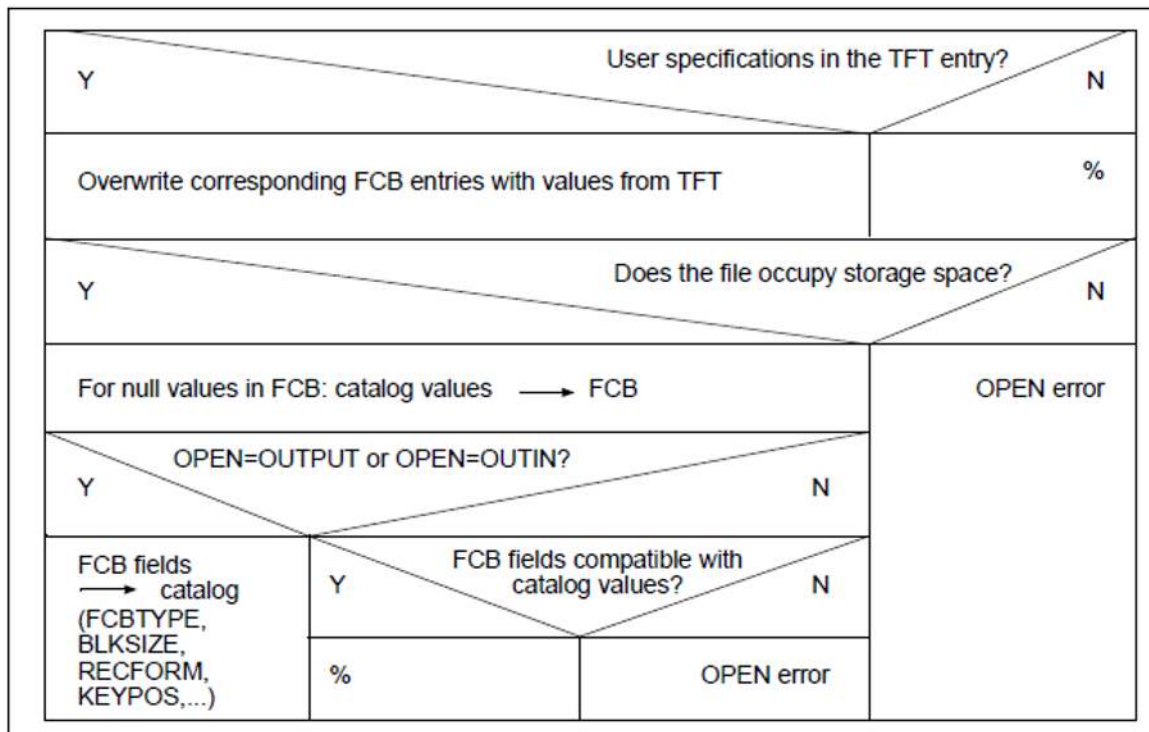 User specifications in the TFT entry?
Y
N
Overwrite corresponding FCB entries with values from TFT
%
Does the file occupy storage space?
Y
N
For null values in FCB: catalog values → FCB
OPEN error
OPEN=OUTPUT or OPEN=OUTIN?
Y
N
FCB fields
→ catalog
(FCBTYPE,
BLKSIZE,
RECFORM,
KEYPOS,...)
FCB fields compatible with
catalog values?
Y
N
%
OPEN error